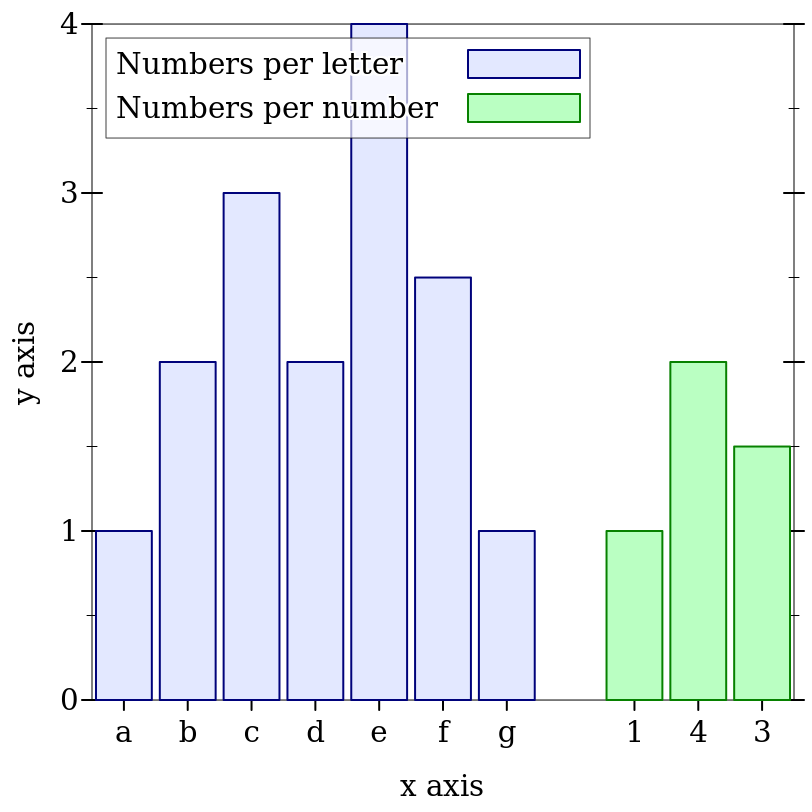 4
Numbers per letter
Numbers per number
3
2
y axis
1
0
a b c d e f g 1 4 3
x axis